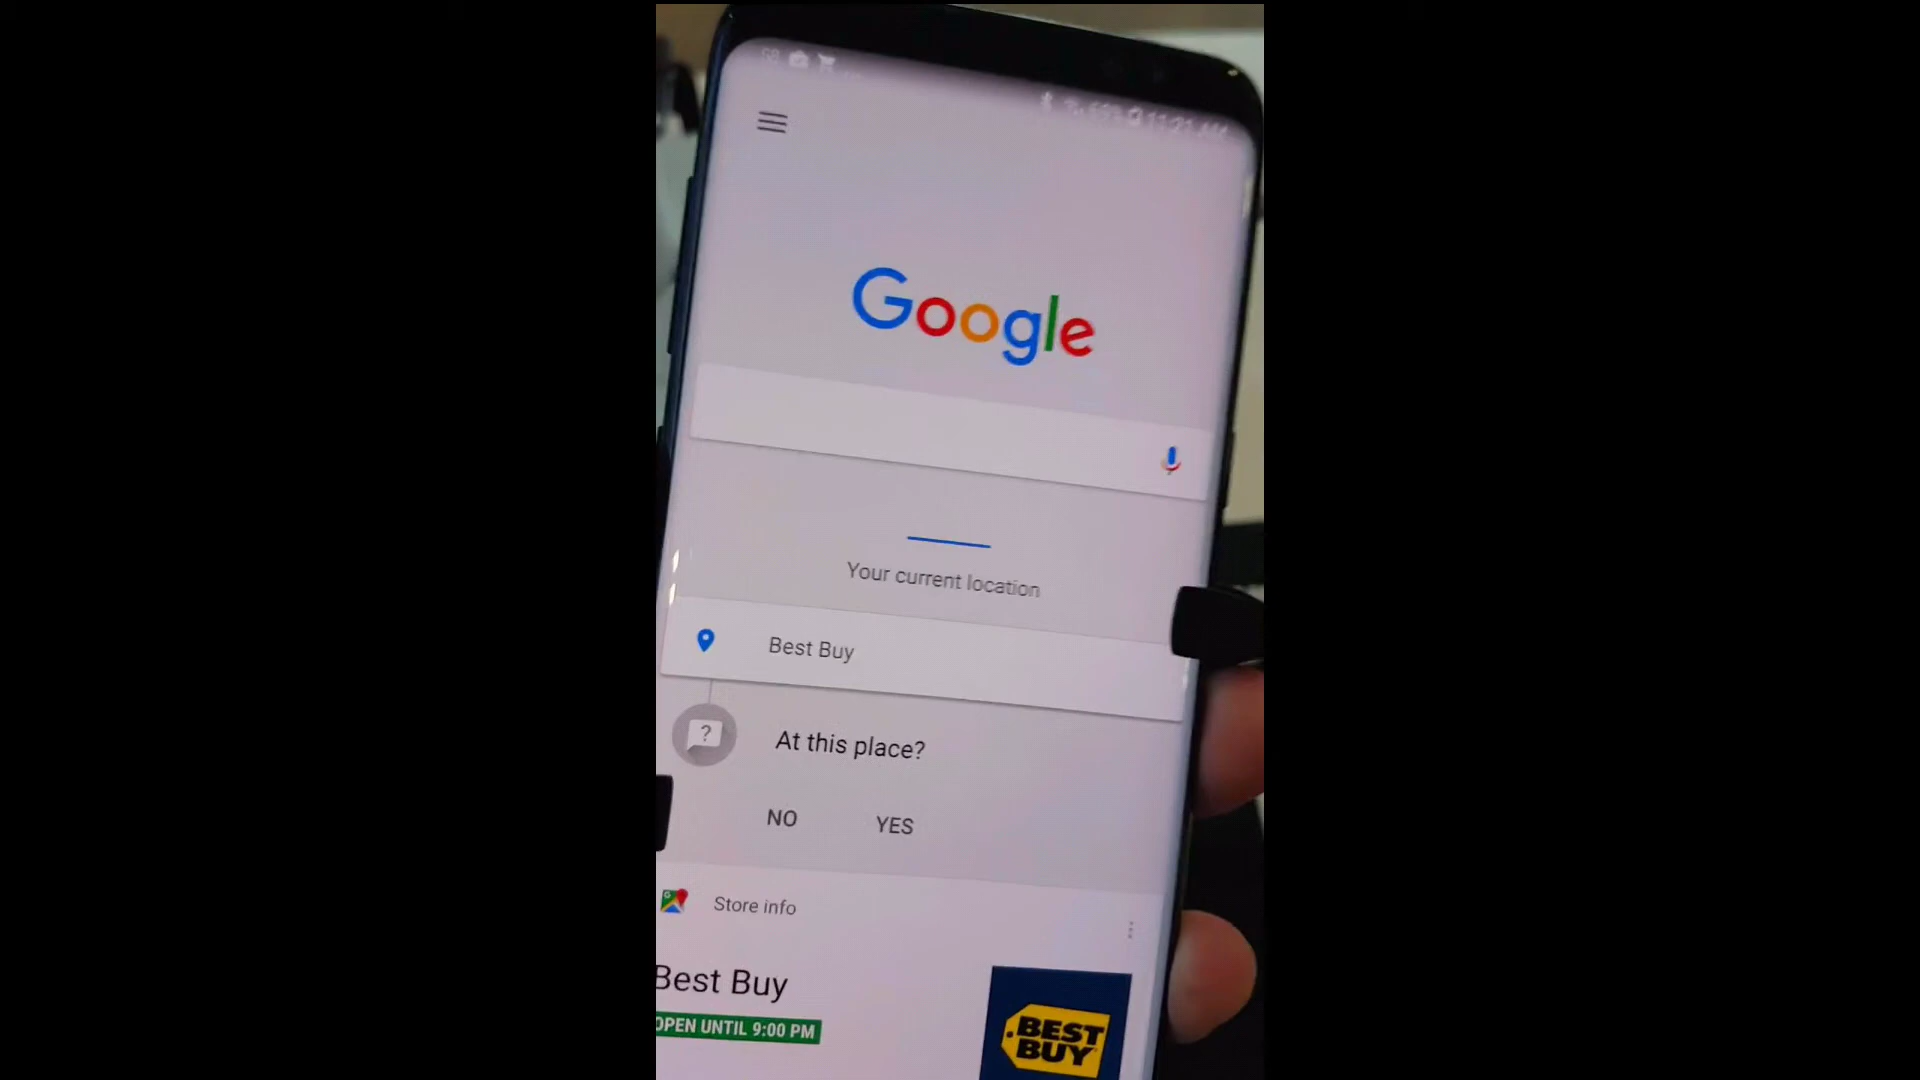 Google
Your current location
Best Buy
At this place?
NO YES
Store info
Best Buy
OPEN UNTIL 9:00 PM
BEST
BUY